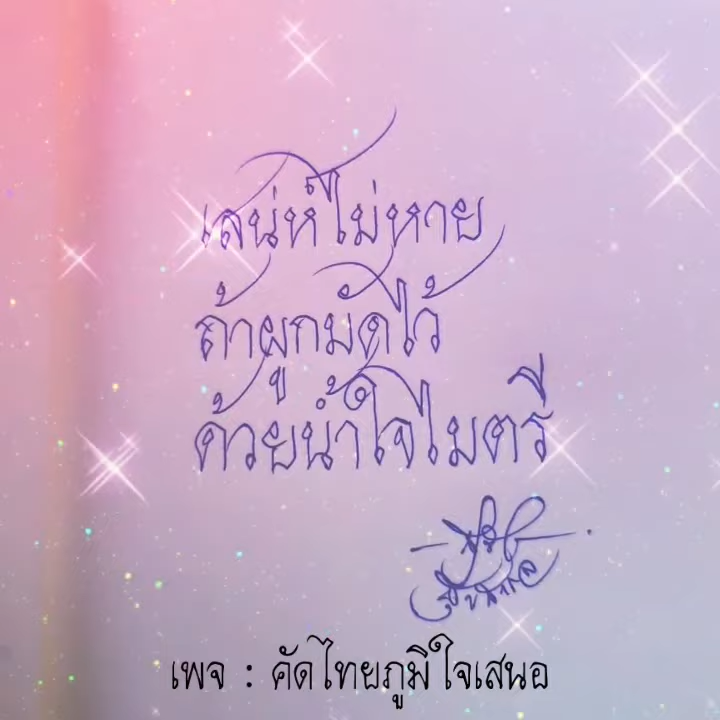 เสน่ห์ไม่หาย
ถ้าผูกมัดไว้
ด้วยน้ำใจไมตรี
เพจ : คัดไทยภูมิใจเสนอ